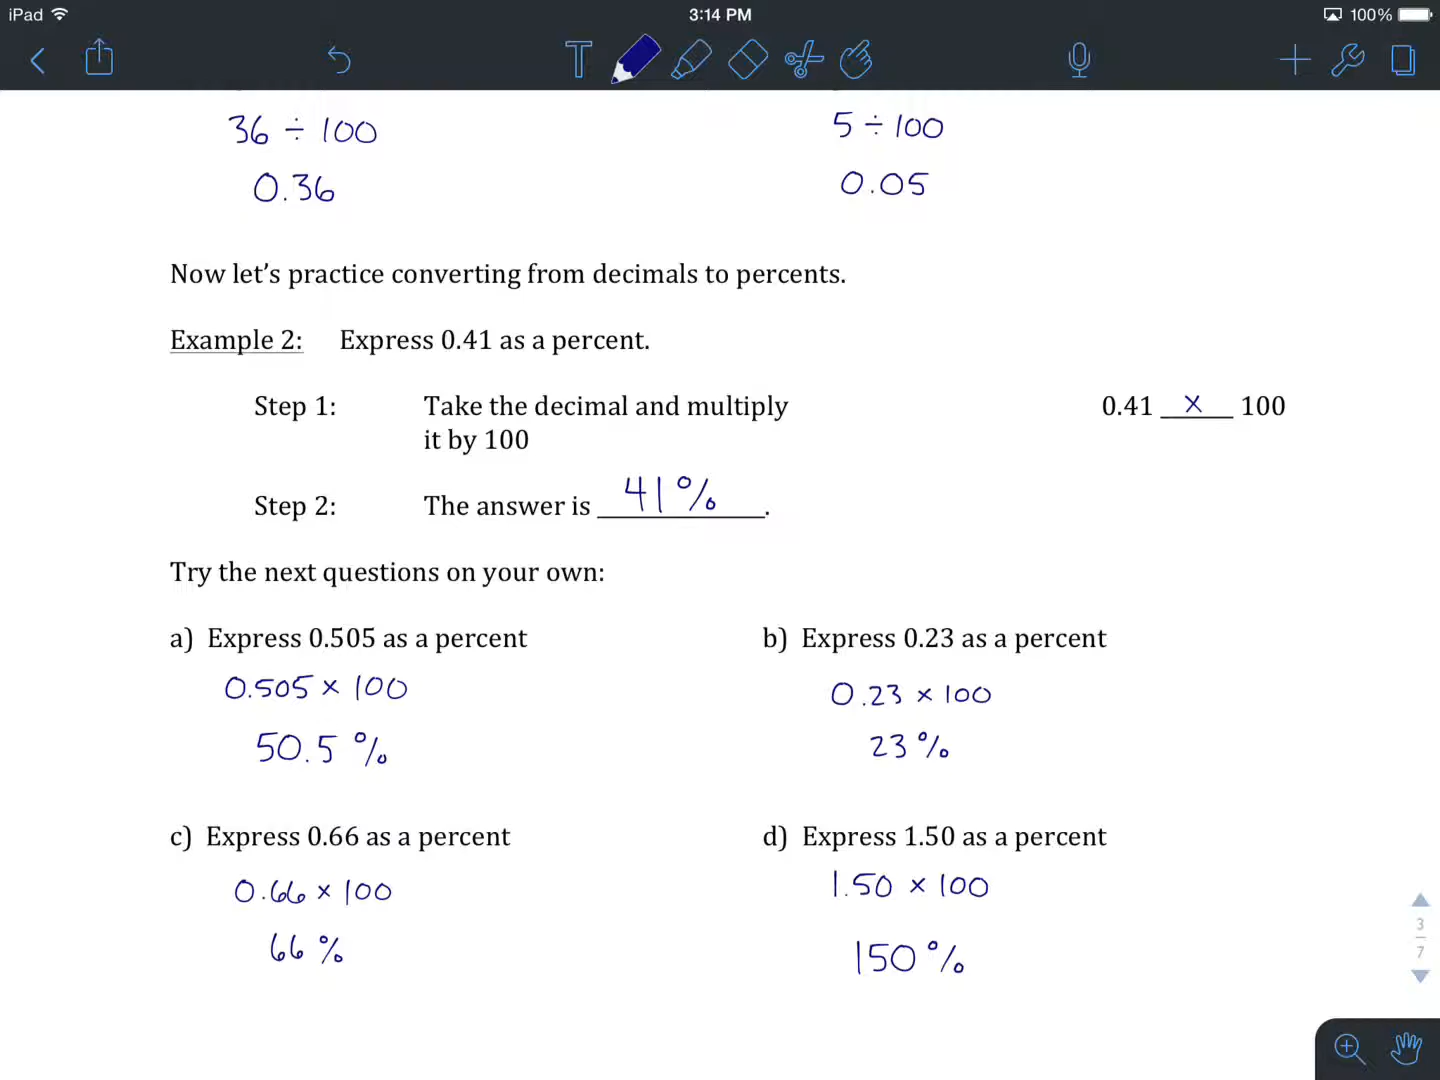 iPad 3:14 PM 100%
T
36 ÷ 100 5 ÷ 100
0.36 0.05
Now let's practice converting from decimals to percents.
Example 2: Express 0.41 as a percent.
Step 1: Take the decimal and multiply 0.41 __x__ 100
it by 100
Step 2: The answer is 41%.
Try the next questions on your own:
a) Express 0.505 as a percent b) Express 0.23 as a percent
0.505 x 100 0.23 x 100
50.5 % 23 %
c) Express 0.66 as a percent d) Express 1.50 as a percent
0.66 x 100 1.50 x 100
66 % 150 %
3
7